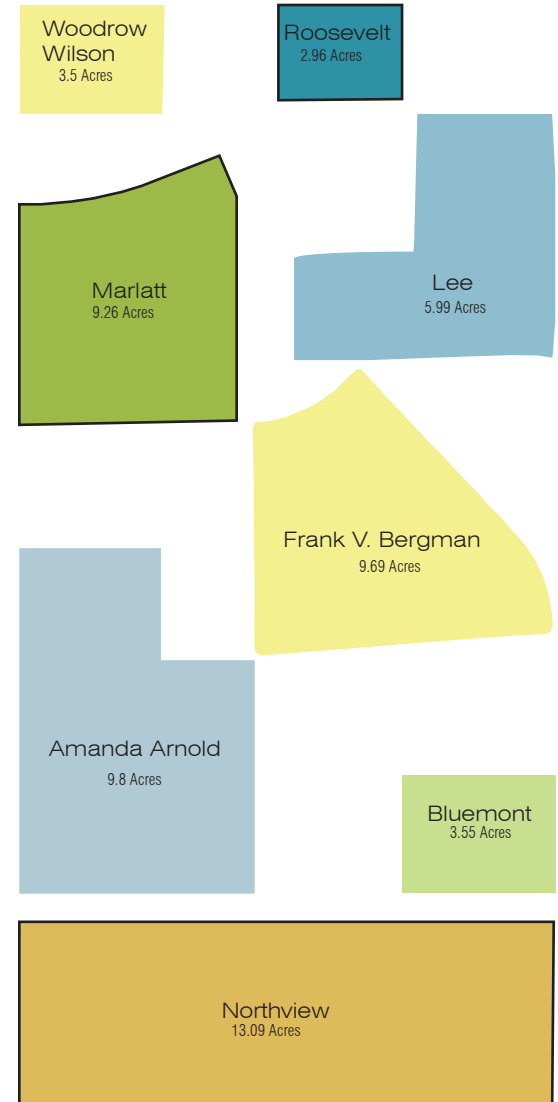 Woodrow
Wilson
3.5 Acres
Roosevelt
2.96 Acres
Marlatt
9.26 Acres
Lee
5.99 Acres
Frank V. Bergman
9.69 Acres
Amanda Arnold
9.8 Acres
Bluemont
3.55 Acres
Northview
13.09 Acres